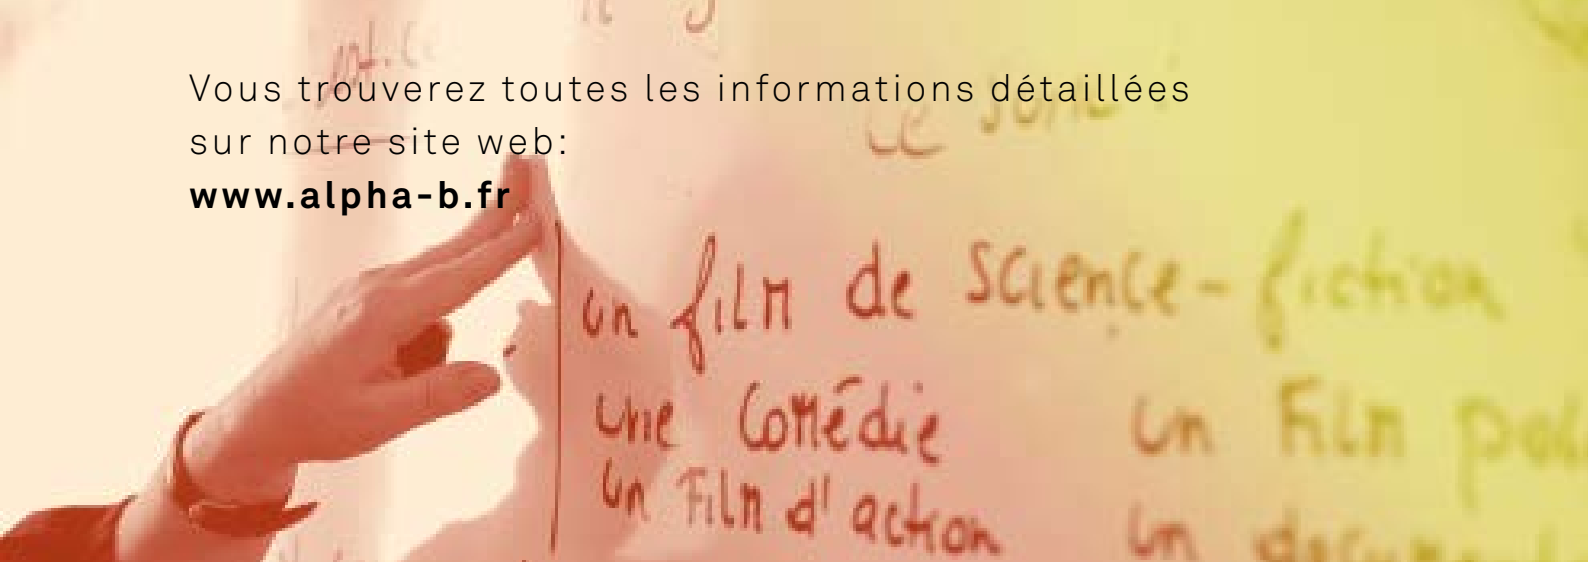 Vous trouverez toutes les informations détaillées
sur notre site web:
www.alpha-b.fr
un film de science-fiction
une comédie
un film
un film d'action
un